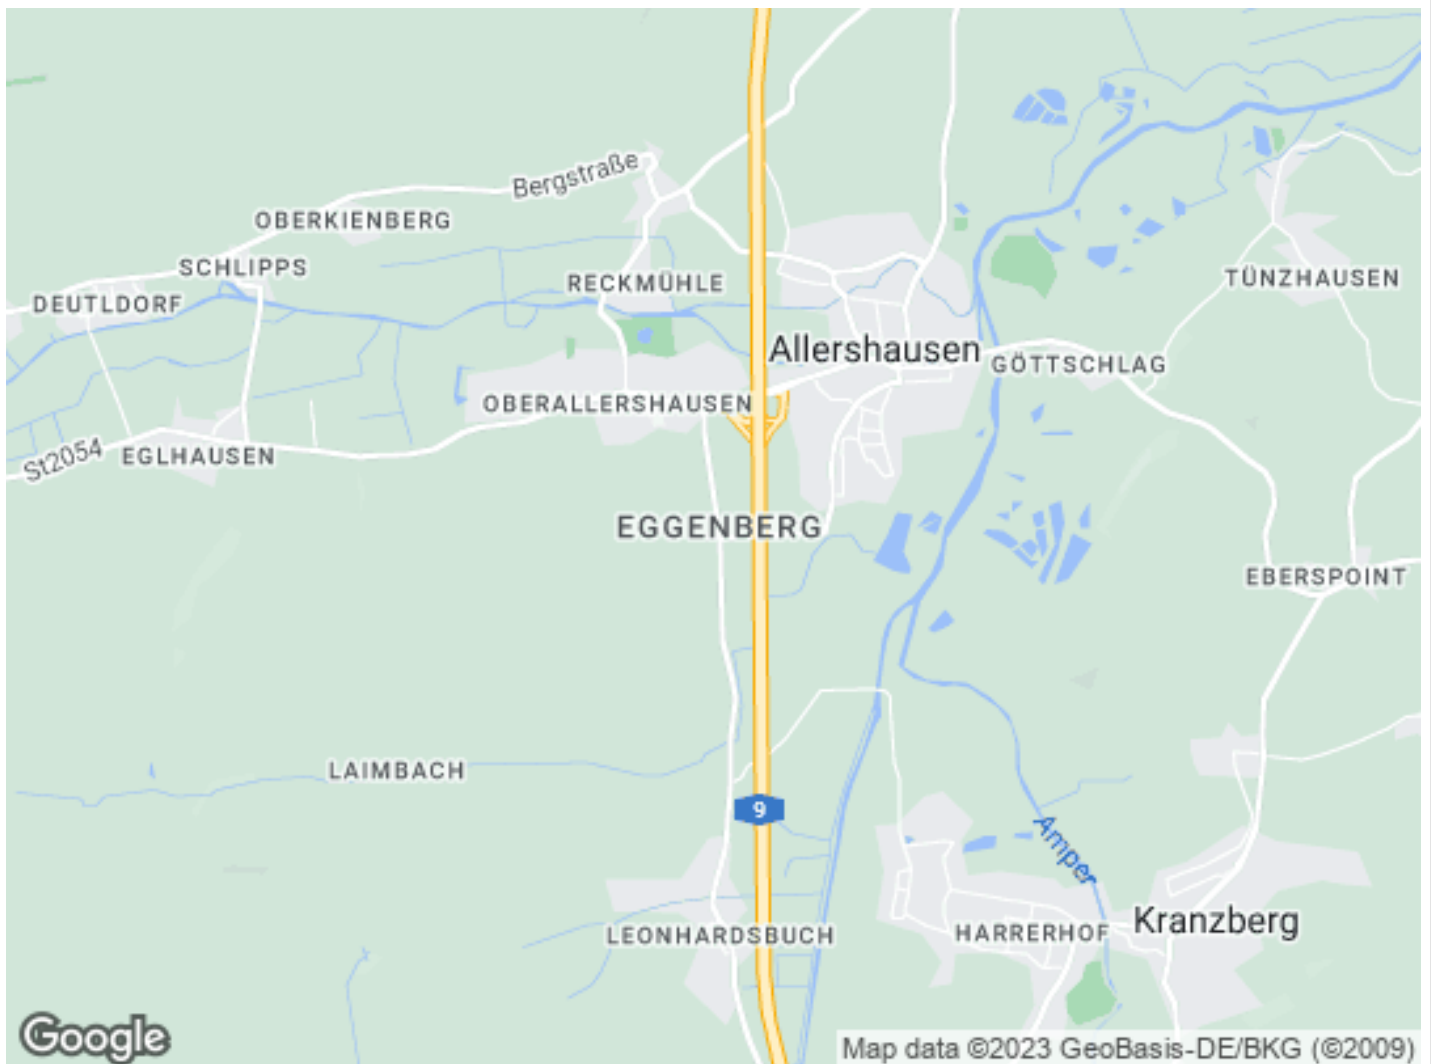 Bergstraße
OBERKIENBERG
SCHLIPPS
RECKMÜHLE
TÜNZHAUSEN
DEUTLDORF
Allershausen
GÖTTSCHLAG
OBERALLERSHAUSEN
St2054
EGLHAUSEN
EGGENBERG
EBERSPOINT
LAIMBACH
9
Amper
Kranzberg
LEONHARDSBUCH
HARRERHOF
Google
Map data ©2023 GeoBasis-DE/BKG (©2009)